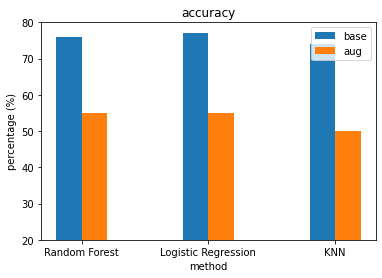 accuracy
percentage (%)
80
70
60
50
40
30
20
base
aug
Random Forest
Logistic Regression
KNN
method